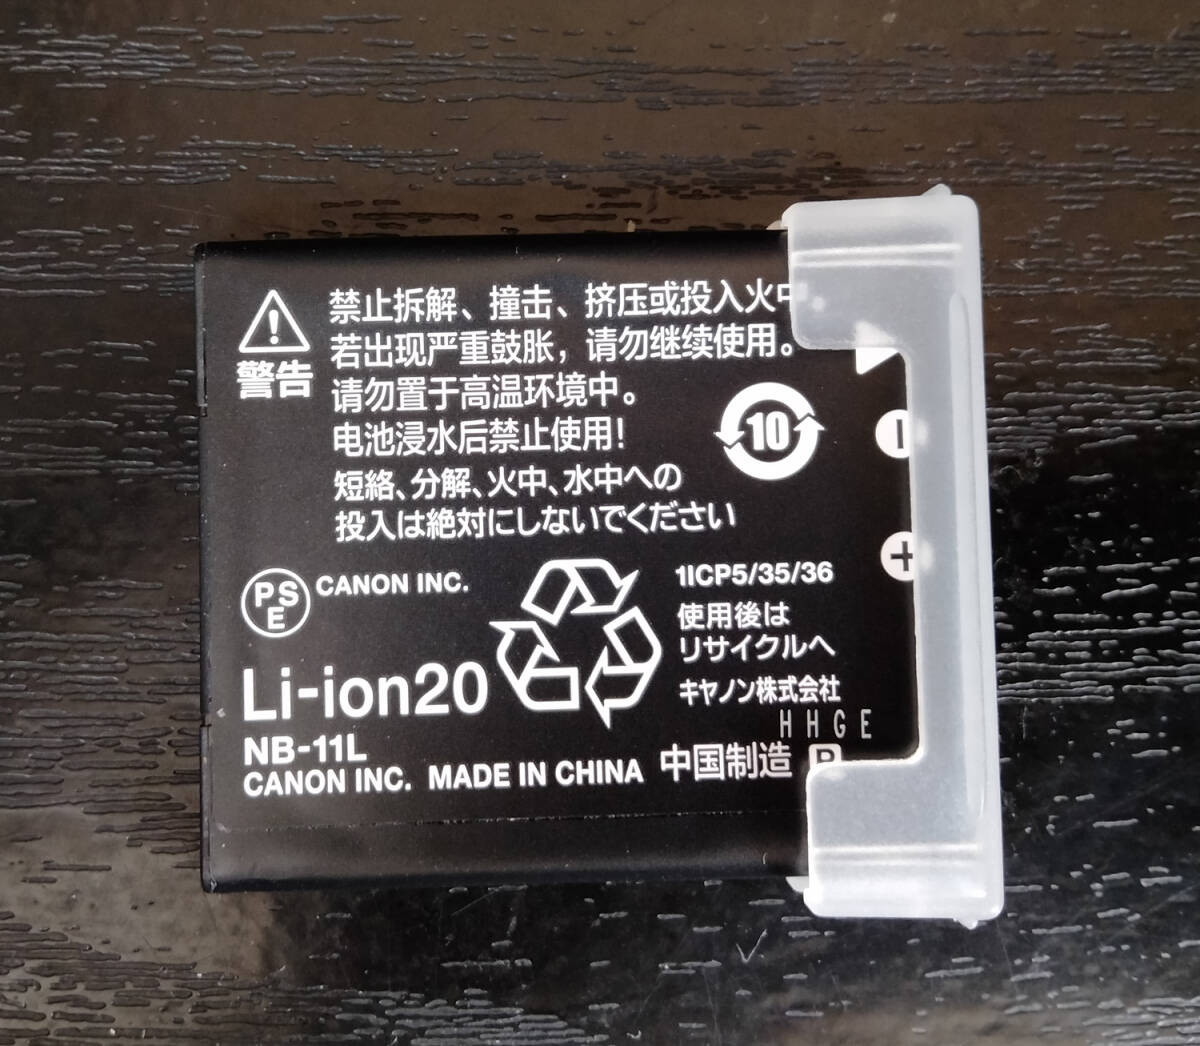 禁止拆解、撞击、挤压或投入火中
若出现严重鼓胀，请勿继续使用。
请勿置于高温环境中。
电池浸水后禁止使用!
警告
短絡、分解、火中、水中への
投入は絶対にしないでください
10
−
+
PSE CANON INC.
1ICP5/35/36
使用後は
リサイクルへ
キヤノン株式会社
HHGE
Li-ion20
NB-11L
CANON INC. MADE IN CHINA 中国制造